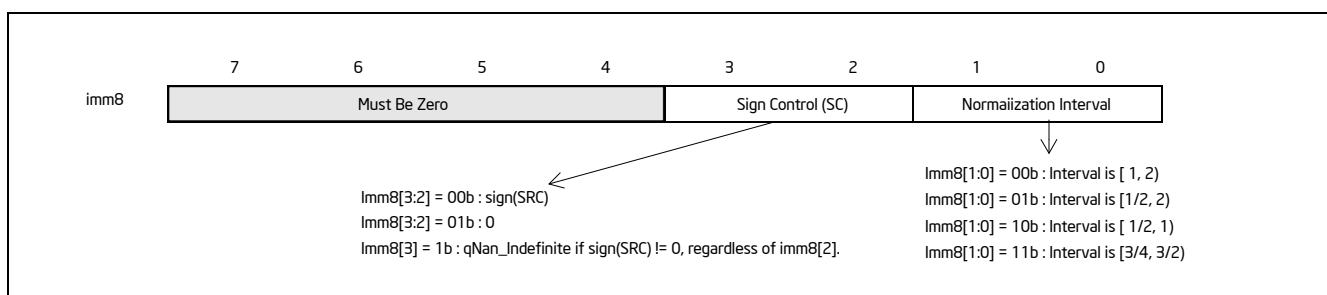 7 6 5 4 3 2 1 0
imm8 Must Be Zero Sign Control (SC) Normaiization Interval
Imm8[3:2] = 00b : sign(SRC)
Imm8[3:2] = 01b : 0
Imm8[3] = 1b : qNan_Indefinite if sign(SRC) != 0, regardless of imm8[2].
Imm8[1:0] = 00b : Interval is [ 1, 2)
Imm8[1:0] = 01b : Interval is [1/2, 2)
Imm8[1:0] = 10b : Interval is [ 1/2, 1)
Imm8[1:0] = 11b : Interval is [3/4, 3/2)